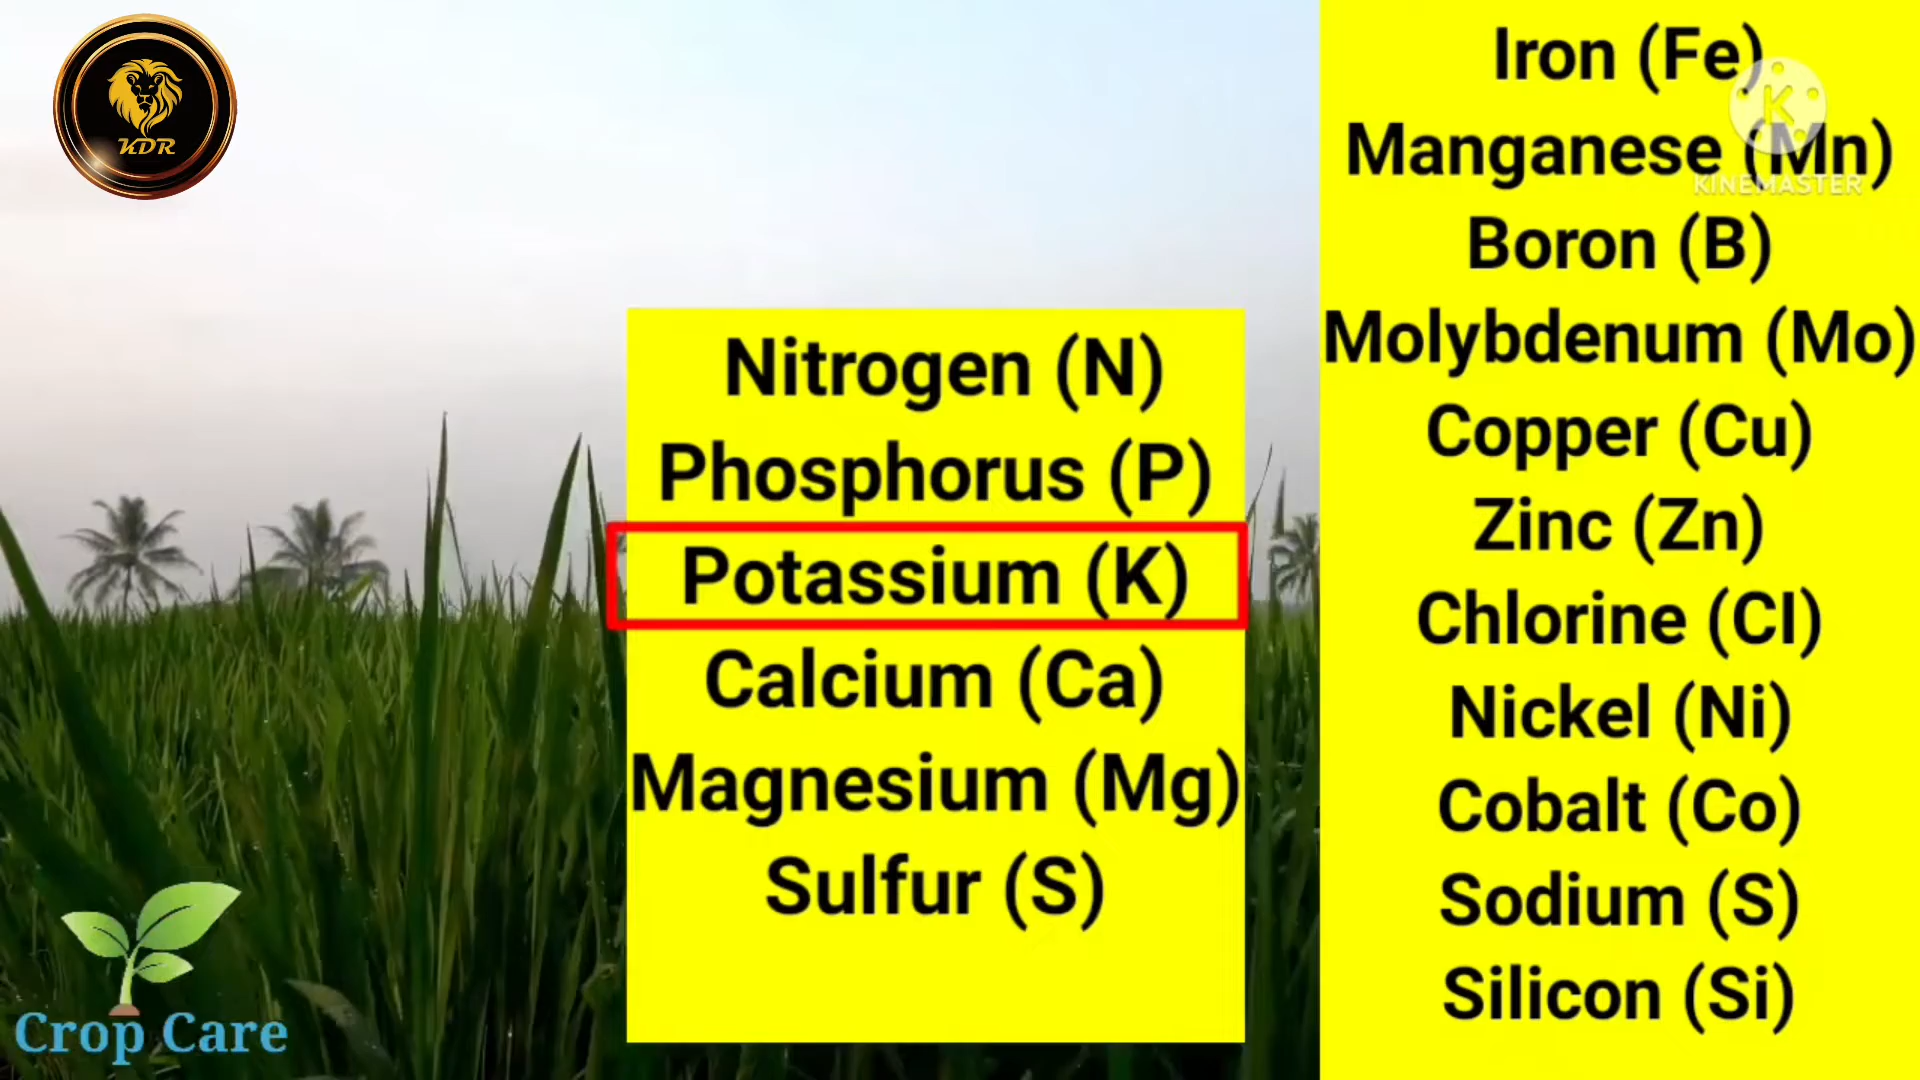 KDR
Nitrogen (N)
Phosphorus (P)
Potassium (K)
Calcium (Ca)
Magnesium (Mg)
Sulfur (S)
Iron (Fe)
Manganese (Mn)
Boron (B)
Molybdenum (Mo)
Copper (Cu)
Zinc (Zn)
Chlorine (Cl)
Nickel (Ni)
Cobalt (Co)
Sodium (S)
Silicon (Si)
K
KINEMASTER
Crop Care